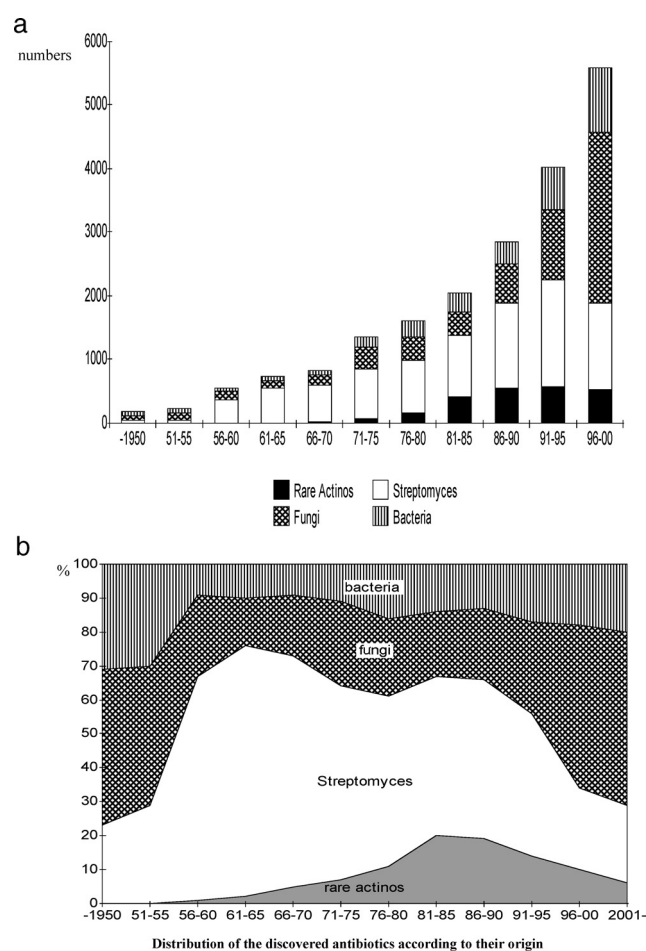 a
numbers
6000
5000
4000
3000
2000
1000
0
-1950 51-55 56-60 61-65 66-70 71-75 76-80 81-85 86-90 91-95 96-00
Rare Actinos Streptomyces
Fungi Bacteria
b
%
100
bacteria
90
80
fungi
70
60
50
40
Streptomyces
30
20
10
rare actinos
0
-1950 51-55 56-60 61-65 66-70 71-75 76-80 81-85 86-90 91-95 96-00 2001-
Distribution of the discovered antibiotics according to their origin